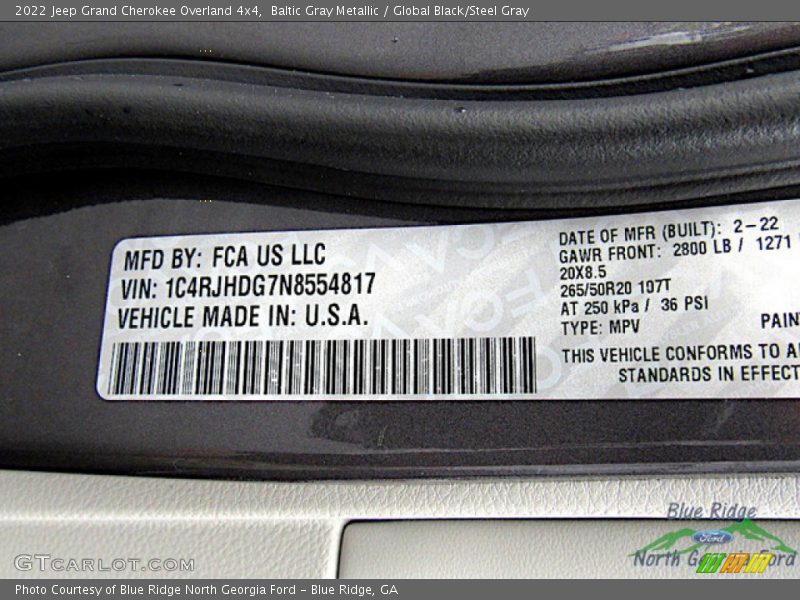 2022 Jeep Grand Cherokee Overland 4x4, Baltic Gray Metallic / Global Black/Steel Gray
MFD BY: FCA US LLC
VIN: 1C4RJHDG7N8554817
VEHICLE MADE IN: U.S.A.
DATE OF MFR (BUILT): 2-22
GAWR FRONT: 2800 LB / 1271
20X8.5
265/50R20 107T
AT 250 kPa / 36 PSI
TYPE: MPV
PAIN
THIS VEHICLE CONFORMS TO A
STANDARDS IN EFFECT
Blue Ridge
Ford
North Georgia Ford
GTCARLOT.COM
Photo Courtesy of Blue Ridge North Georgia Ford – Blue Ridge, GA